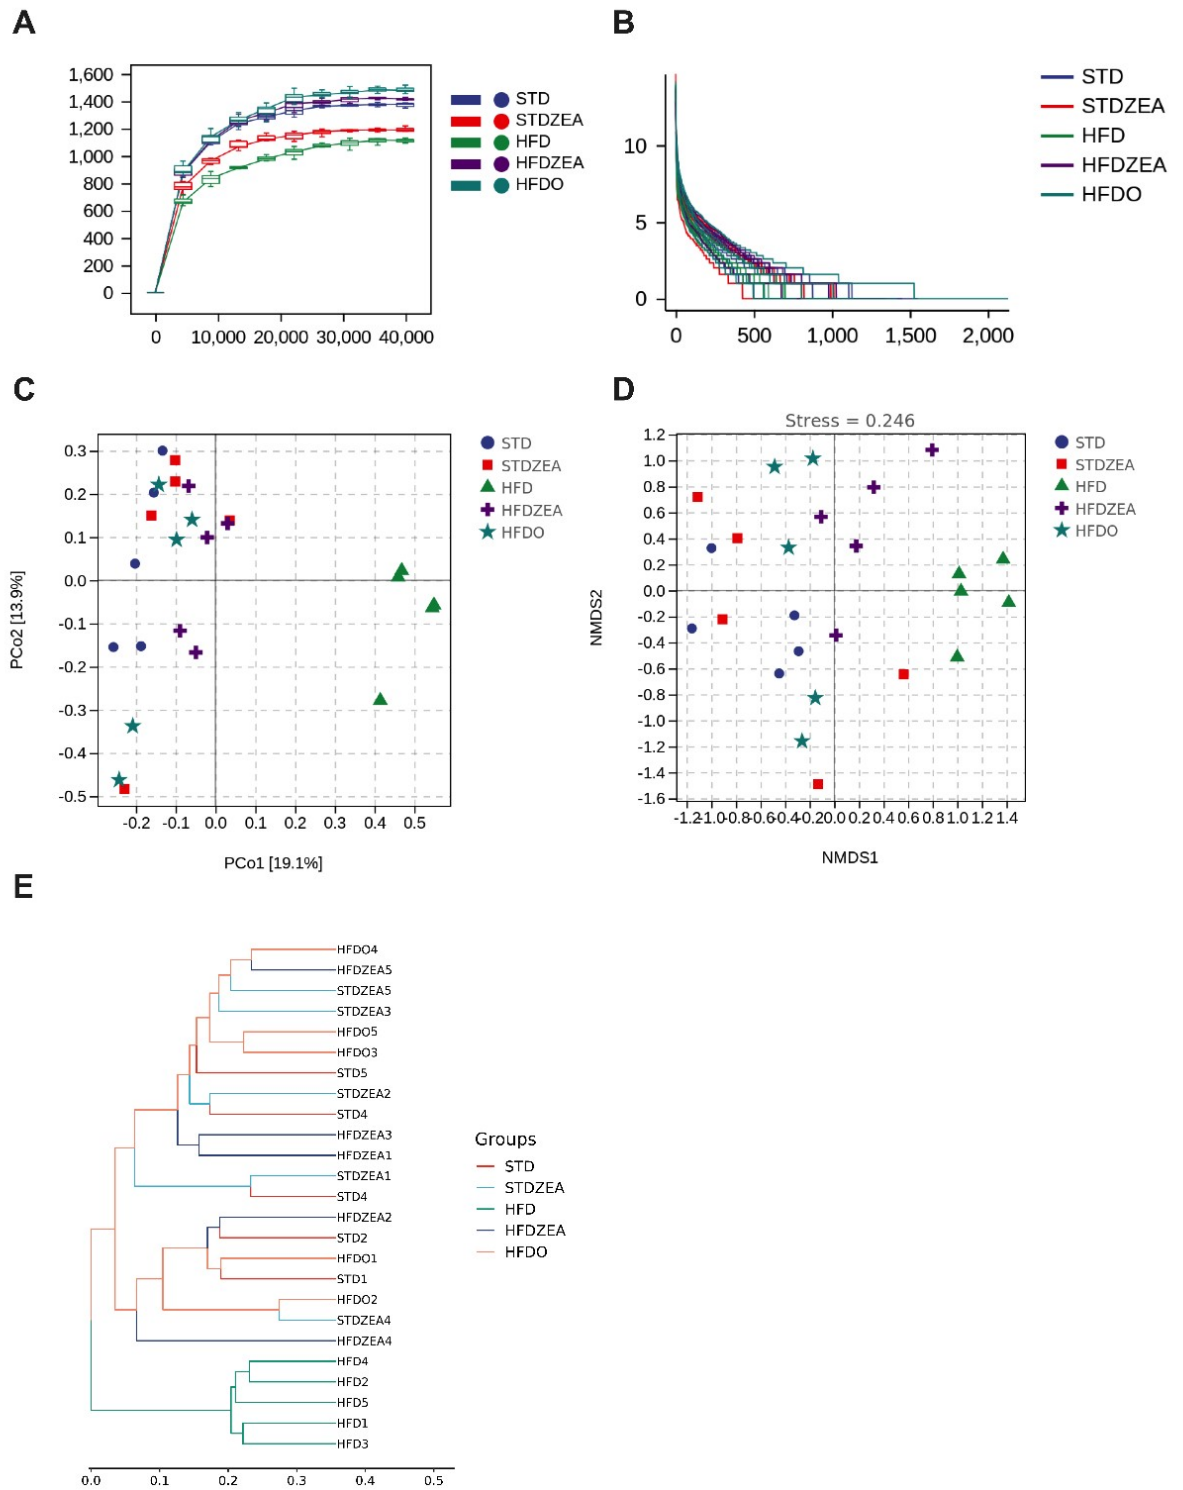 A
1,600
1,400
1,200
1,000
800
600
400
200
0
0 10,000 20,000 30,000 40,000
STD
STDZEA
HFD
HFDZEA
HFDO
B
10
5
0
0 500 1,000 1,500 2,000
STD
STDZEA
HFD
HFDZEA
HFDO
C
PCo2 [13.9%]
0.3
0.2
0.1
0.0
-0.1
-0.2
-0.3
-0.4
-0.5
-0.2 -0.1 0.0 0.1 0.2 0.3 0.4 0.5
PCo1 [19.1%]
STD
STDZEA
HFD
HFDZEA
HFDO
D
Stress = 0.246
NMDS2
1.2
1.0
0.8
0.6
0.4
0.2
0.0
-0.2
-0.4
-0.6
-0.8
-1.0
-1.2
-1.4
-1.6
-1.2-1.0-0.8-0.6-0.4-0.20.0 0.2 0.4 0.6 0.8 1.0 1.2 1.4
NMDS1
STD
STDZEA
HFD
HFDZEA
HFDO
E
HFDO4
HFDZEA5
STDZEA5
STDZEA3
HFDO5
HFDO3
STD5
STDZEA2
STD4
HFDZEA3
HFDZEA1
STDZEA1
STD4
HFDZEA2
STD2
HFDO1
STD1
HFDO2
STDZEA4
HFDZEA4
HFD4
HFD2
HFD5
HFD1
HFD3
0.0 0.1 0.2 0.3 0.4 0.5
Groups
STD
STDZEA
HFD
HFDZEA
HFDO